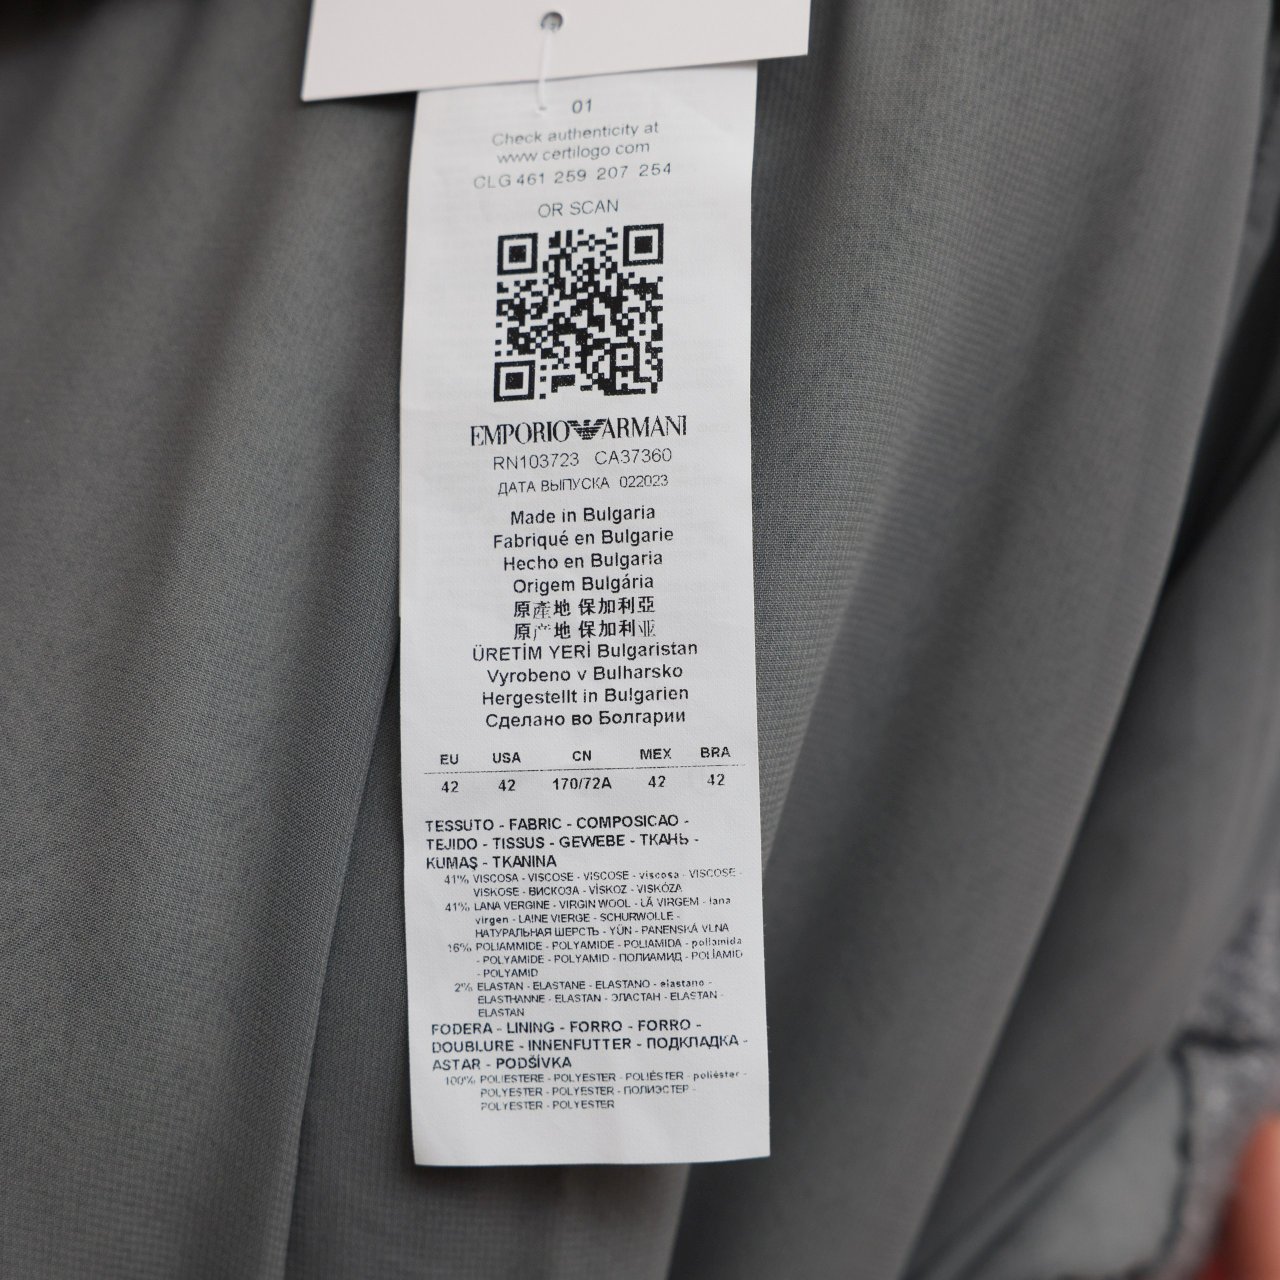 01
Check authenticity at
www.certilogo.com
CLG 461 259 207 254
OR SCAN
EMPORIO ARMANI
RN103723 CA37360
ДАТА ВЫПУСКА 022023
Made in Bulgaria
Fabriqué en Bulgarie
Hecho en Bulgaria
Origem Bulgária
原產地 保加利亞
原产地 保加利亚
ÜRETİM YERİ Bulgaristan
Vyrobeno v Bulharsko
Hergestellt in Bulgarien
Сделано во Болгарии
EU USA CN MEX BRA
42 42 170/72A 42 42
TESSUTO - FABRIC - COMPOSICAO -
TEJIDO - TISSUS - GEWEBE - ТКАНЬ -
KUMAŞ - TKANINA
41% VISCOSA - VISCOSE - VISCOSE - viscosa - VISCOSE -
VISKOSE - ВИСКОЗА - VİSKOZ - VISKÓZA
41% LANA VERGINE - VIRGIN WOOL - LÃ VIRGEM - lana
virgen - LAINE VIERGE - SCHURWOLLE -
НАТУРАЛЬНАЯ ШЕРСТЬ - YÜN - PANENSKÁ VLNA
16% POLIAMMIDE - POLYAMIDE - POLIAMIDA - poliamida
- POLYAMIDE - POLYAMID - ПОЛИАМИД - POLİAMİD
- POLYAMID
2% ELASTAN - ELASTANE - ELASTANO - elastano -
ELASTHANNE - ELASTAN - ЭЛАСТАН - ELASTAN -
ELASTAN
FODERA - LINING - FORRO - FORRO -
DOUBLURE - INNENFUTTER - ПОДКЛАДКА -
ASTAR - PODŠÍVKA
100% POLIESTERE - POLYESTER - POLIÉSTER - poliéster -
POLYESTER - POLYESTER - ПОЛИЭСТЕР -
POLYESTER - POLYESTER